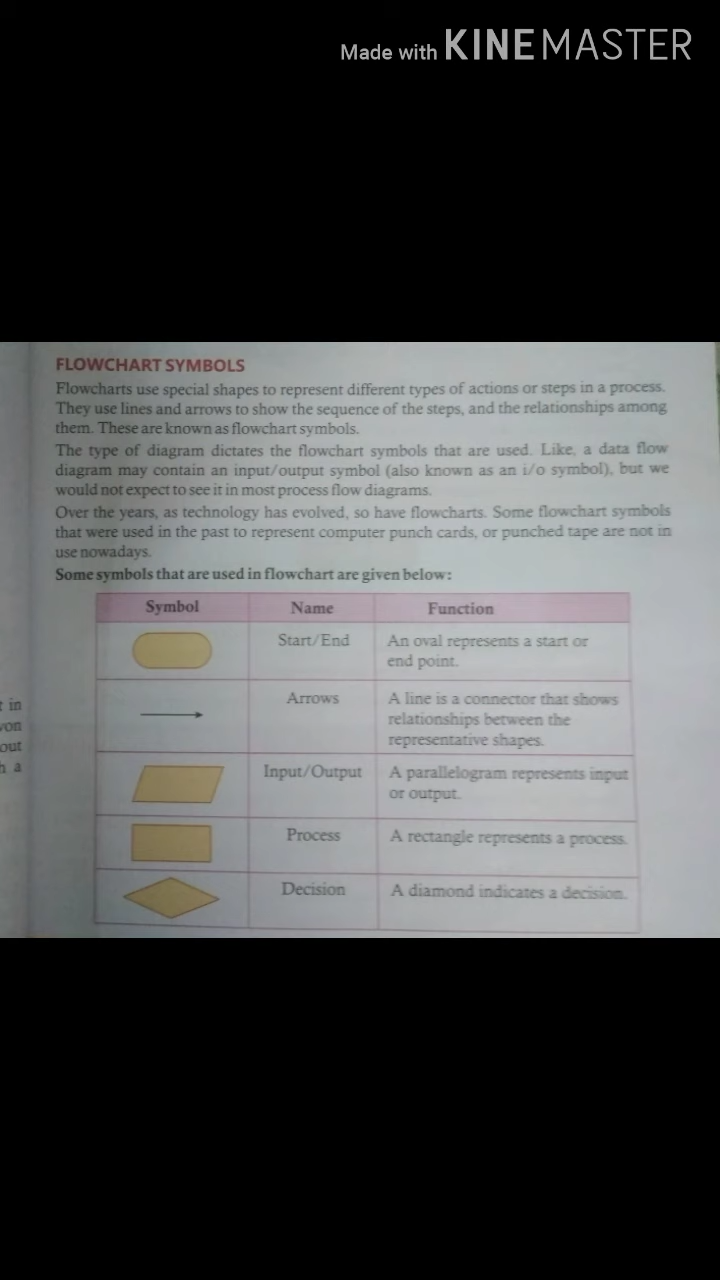 Made with KINEMASTER
FLOWCHART SYMBOLS
Flowcharts use special shapes to represent different types of actions or steps in a process.
They use lines and arrows to show the sequence of the steps, and the relationships among
them. These are known as flowchart symbols.
The type of diagram dictates the flowchart symbols that are used. Like, a data flow
diagram may contain an input/output symbol (also known as an i/o symbol), but we
would not expect to see it in most process flow diagrams.
Over the years, as technology has evolved, so have flowcharts. Some flowchart symbols
that were used in the past to represent computer punch cards, or punched tape are not in
use nowadays.
Some symbols that are used in flowchart are given below:
Symbol Name Function
Start/End An oval represents a start or
end point.
Arrows A line is a connector that shows
relationships between the
representative shapes.
Input/Output A parallelogram represents input
or output.
Process A rectangle represents a process.
Decision A diamond indicates a decision.
in
out
a